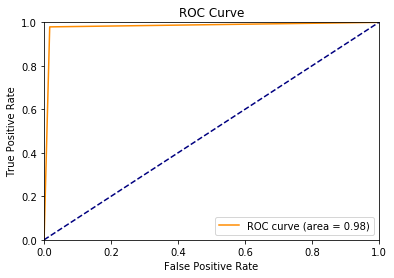 ROC Curve
1.0
0.8
0.6
0.4
0.2
0.0
True Positive Rate
ROC curve (area = 0.98)
0.0 0.2 0.4 0.6 0.8 1.0
False Positive Rate